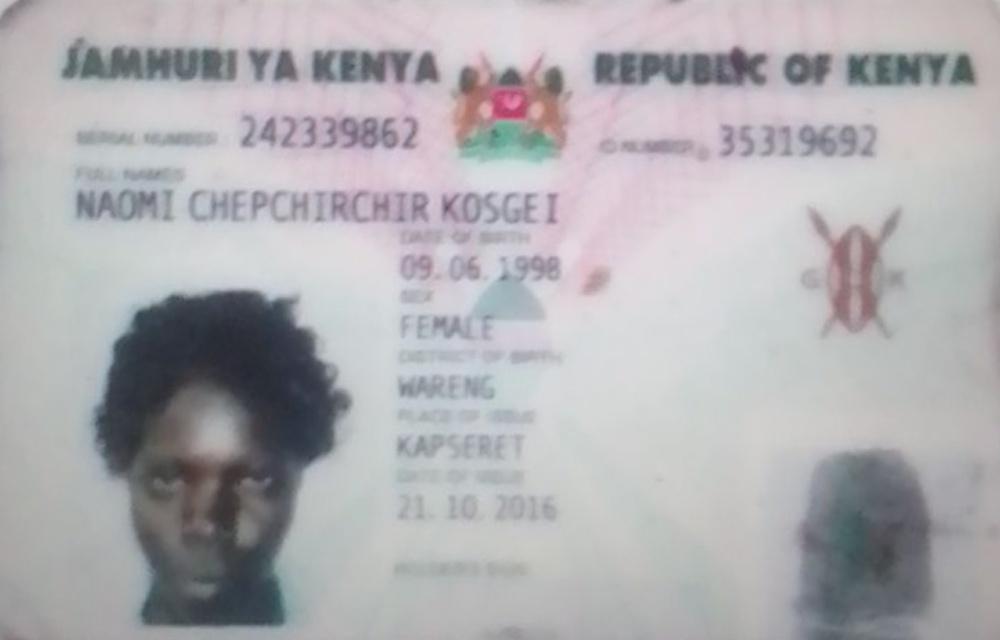 JAMHURI YA KENYA REPUBLIC OF KENYA
SERIAL NUMBER: 242339862 ID NUMBER: 35319692
FULL NAMES
NAOMI CHEPCHIRCHIR KOSGEI
DATE OF BIRTH
09. 06. 1998
SEX
FEMALE
DISTRICT OF BIRTH
WARENG
PLACE OF ISSUE
KAPSERET
DATE OF ISSUE
21. 10. 2016
HOLDER'S SIGN.
G K